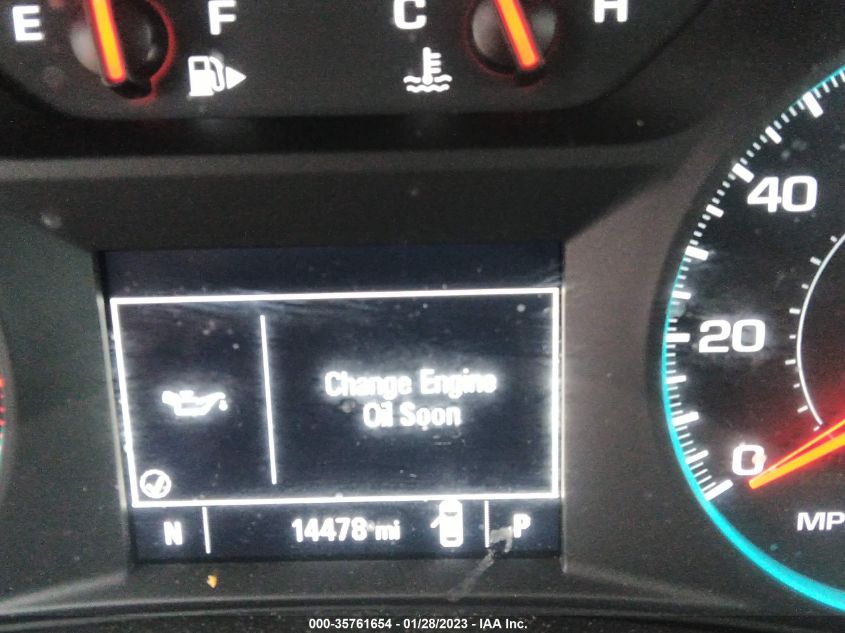 E F C H
40
20
0
MP
Change Engine
Oil Soon
N 14478 mi P
000-35761654 - 01/28/2023 - IAA Inc.